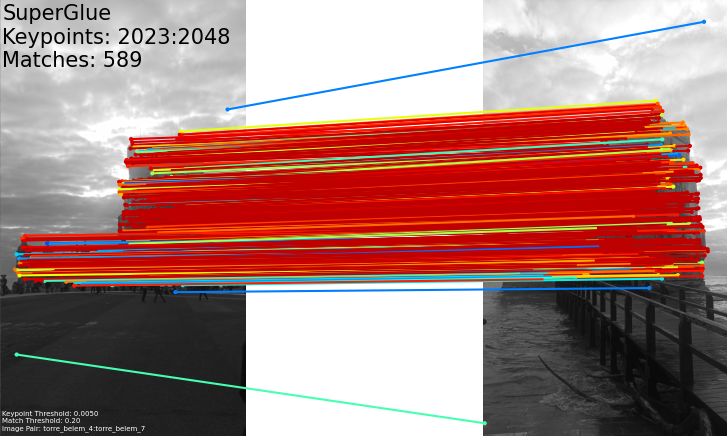 SuperGlue
Keypoints: 2023:2048
Matches: 589
Keypoint Threshold: 0.0050
Match Threshold: 0.20
Image Pair: torre_belem_4:torre_belem_7